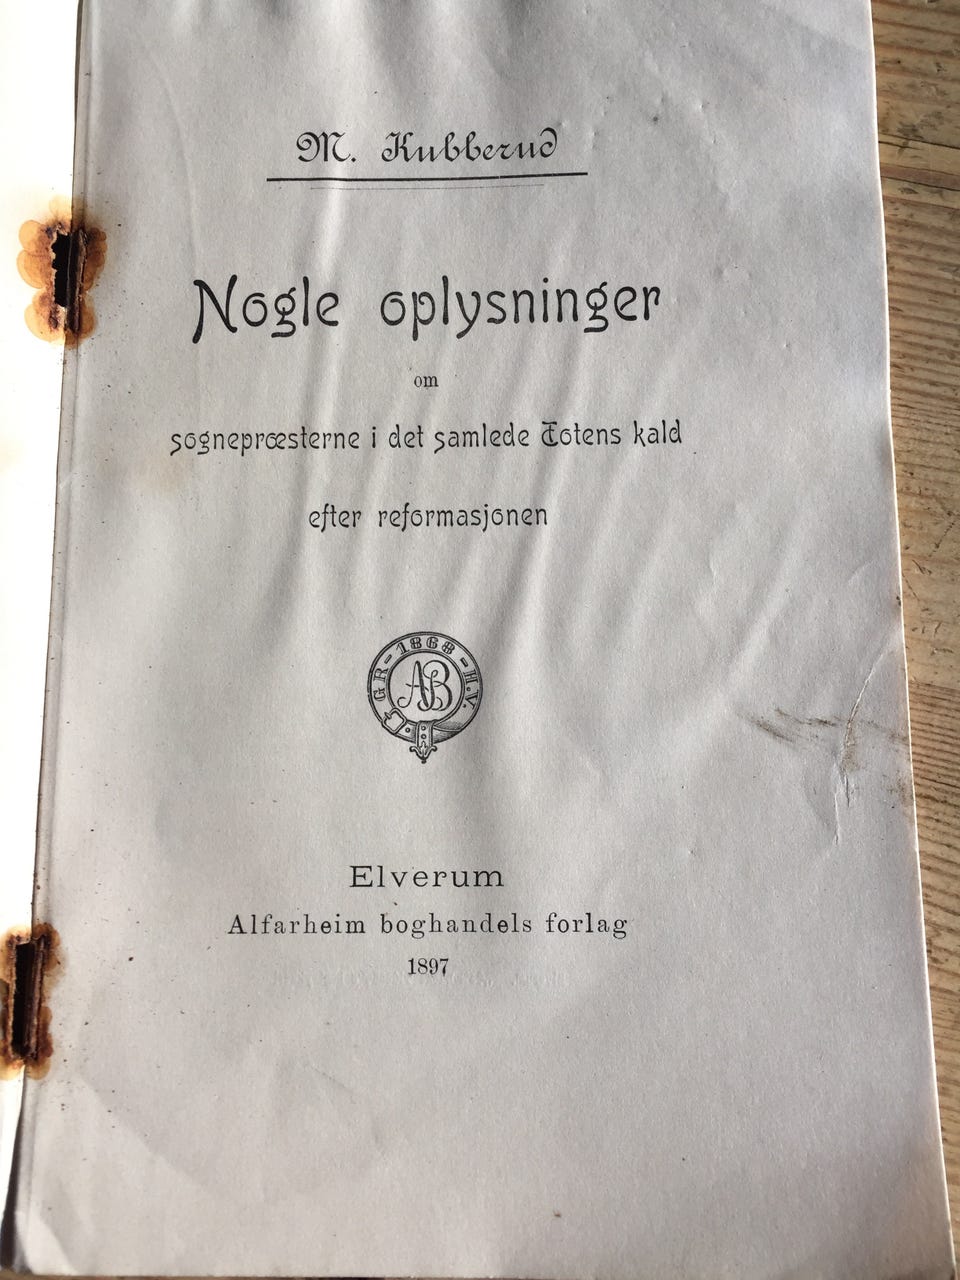 M. Kubberud
Nogle oplysninger
om
sognepræsterne i det samlede Totens kald
efter reformasjonen
GR - 1868 - H.V.
AB
Elverum
Alfarheim boghandels forlag
1897